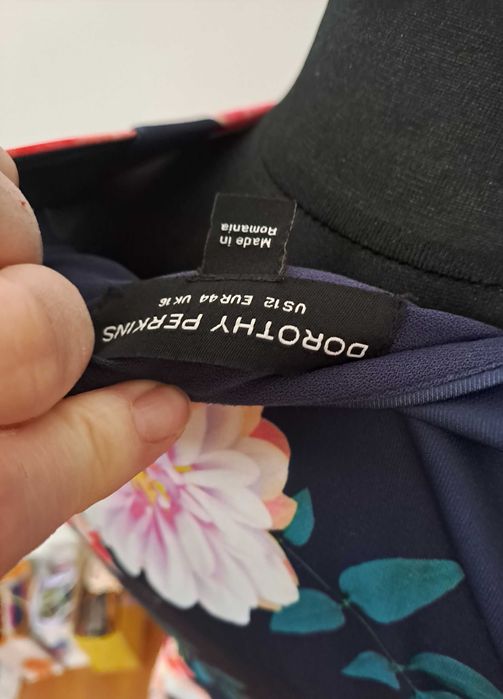 DOROTHY PERKINS
US12 EUR44 UK16
Made in
Romania